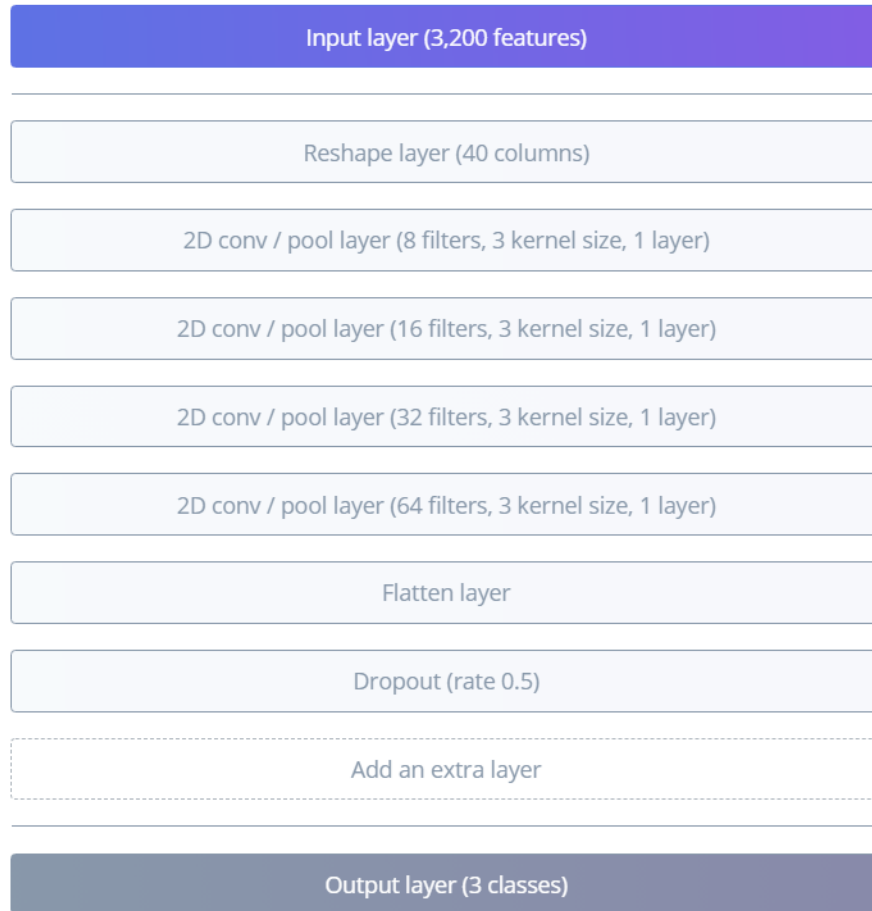 Input layer (3,200 features)
Reshape layer (40 columns)
2D conv / pool layer (8 filters, 3 kernel size, 1 layer)
2D conv / pool layer (16 filters, 3 kernel size, 1 layer)
2D conv / pool layer (32 filters, 3 kernel size, 1 layer)
2D conv / pool layer (64 filters, 3 kernel size, 1 layer)
Flatten layer
Dropout (rate 0.5)
Add an extra layer
Output layer (3 classes)